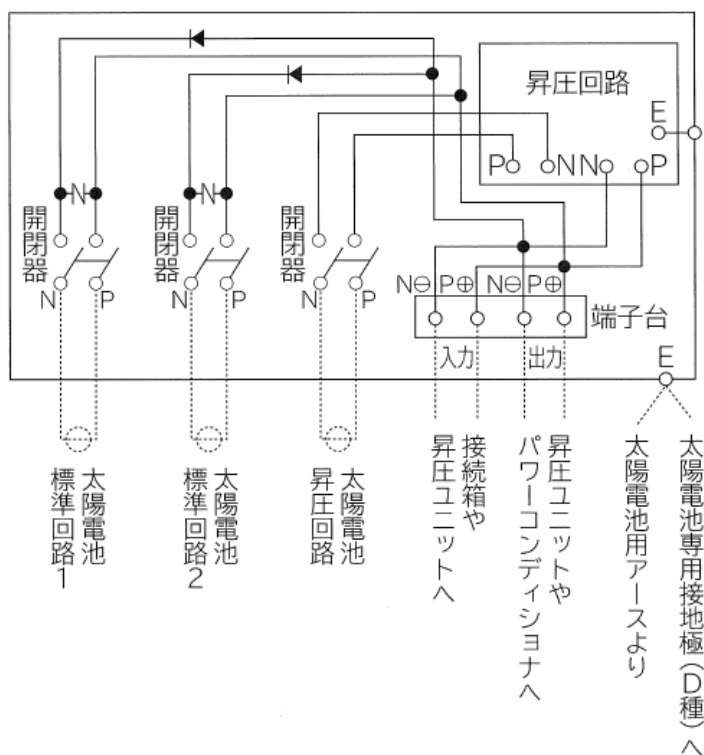 昇圧回路
E
P
N
N
P
N
N
開閉器
開閉器
開閉器
N
P
N
P
N
P
N⊖
P⊕
N⊖
P⊕
端子台
入力
出力
E
太陽電池
標準回路1
太陽電池
標準回路2
太陽電池
昇圧回路
接続箱や
昇圧ユニットへ
昇圧ユニットや
パワーコンディショナへ
太陽電池用アースより
太陽電池専用接地極(D種)へ